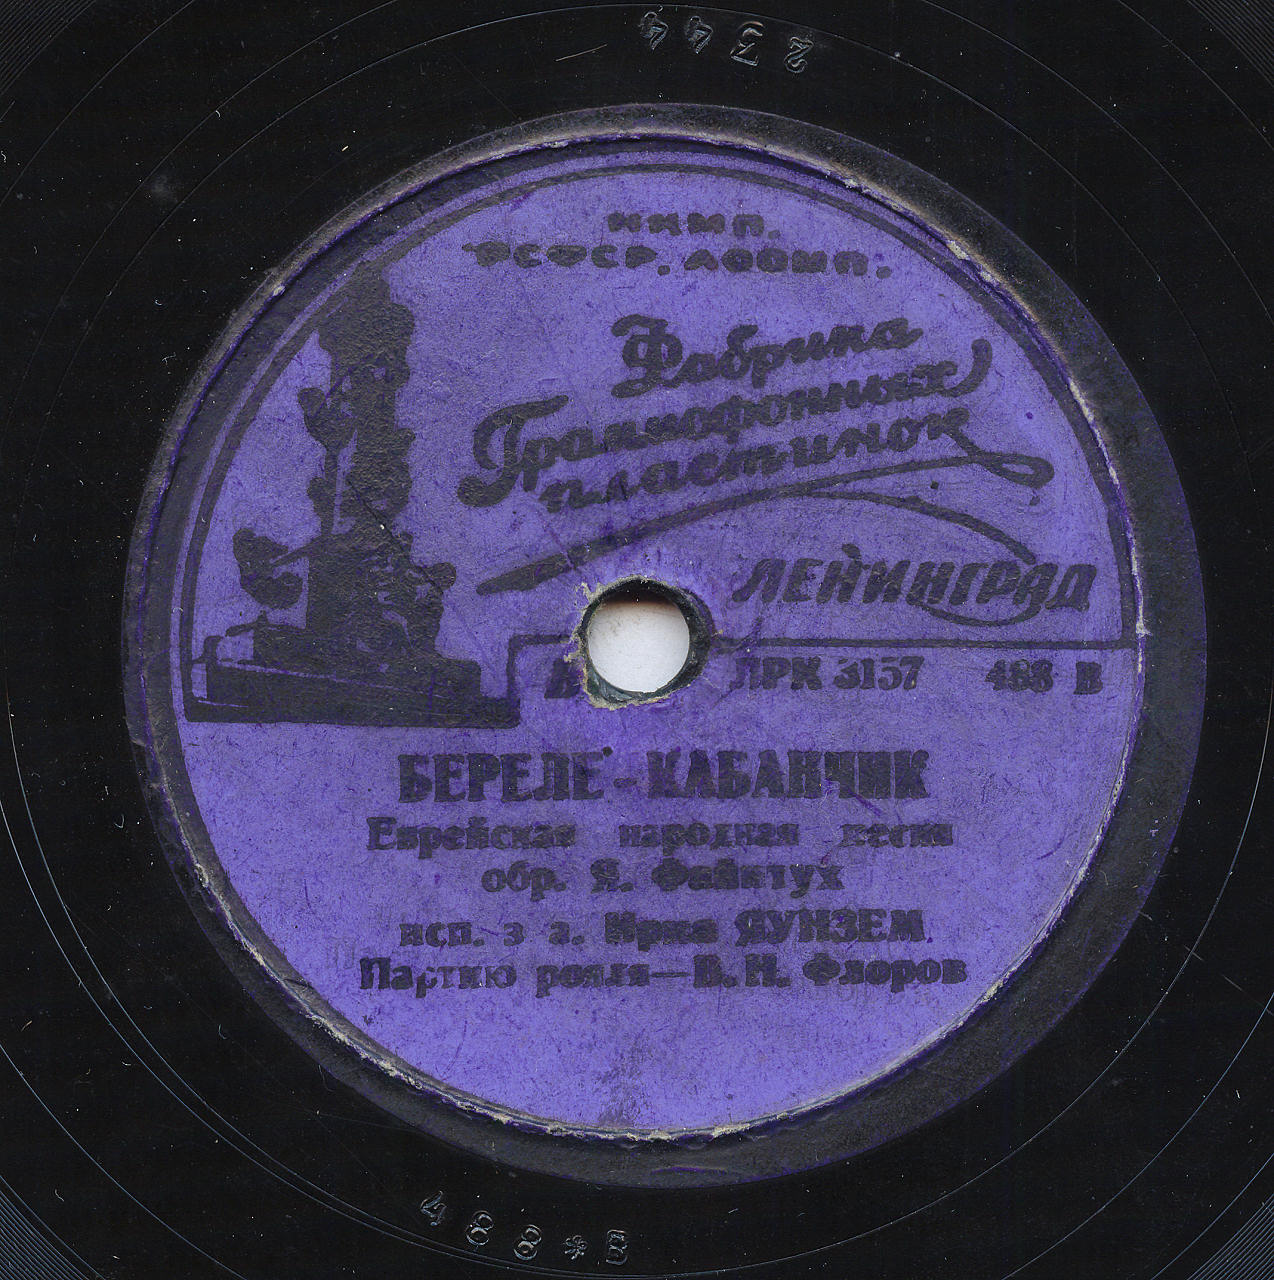 2344
НКМП.
РСФСР. ЛООМП.
Фабрика
Граммофонных
пластинок
ЛЕНИНГРАД
В ЛРК 3157 488 В
БЕРЕЛЕ-КАБАНЧИК
Еврейская народная песня
обр. Я. Файнтух
исп. з. а. Ирма ЯУНЗЕМ
Партию рояля—В. Н. Флоров
488*В